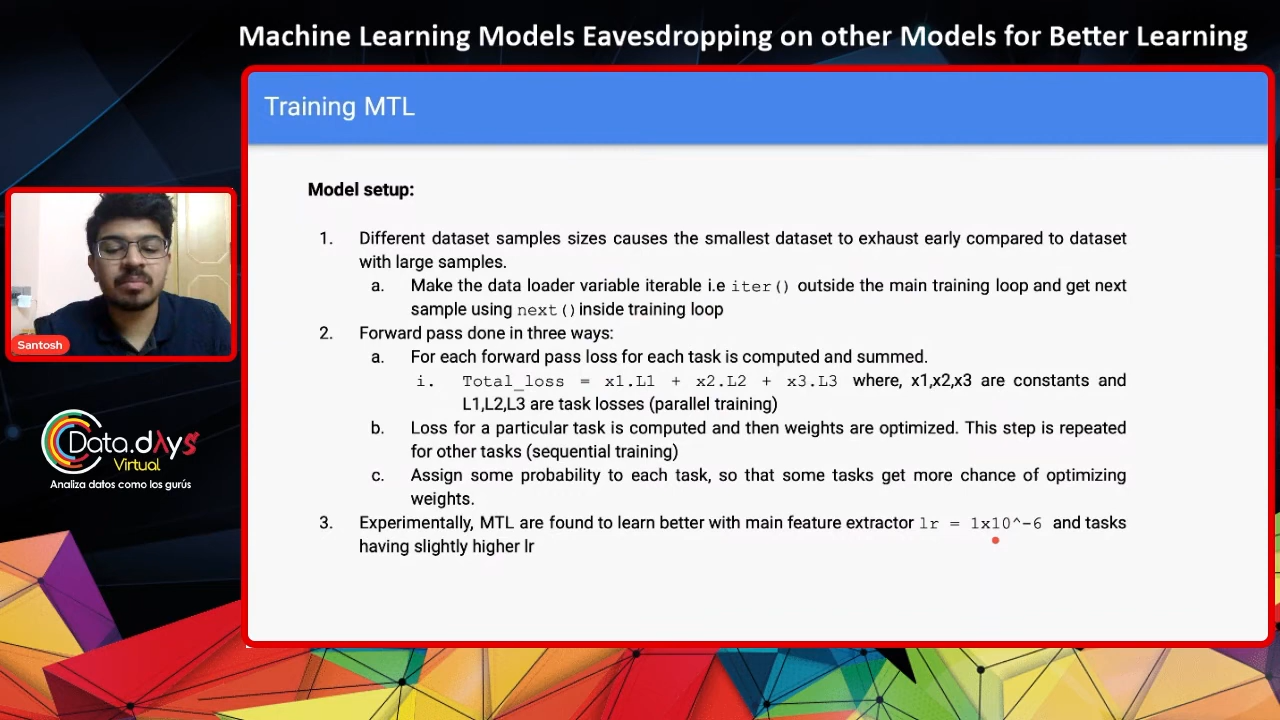 Machine Learning Models Eavesdropping on other Models for Better Learning
Training MTL
Model setup:
1. Different dataset samples sizes causes the smallest dataset to exhaust early compared to dataset
with large samples.
a. Make the data loader variable iterable i.e iter() outside the main training loop and get next
sample using next() inside training loop
2. Forward pass done in three ways:
a. For each forward pass loss for each task is computed and summed.
i. Total_loss = x1.L1 + x2.L2 + x3.L3 where, x1,x2,x3 are constants and
L1,L2,L3 are task losses (parallel training)
b. Loss for a particular task is computed and then weights are optimized. This step is repeated
for other tasks (sequential training)
c. Assign some probability to each task, so that some tasks get more chance of optimizing
weights.
3. Experimentally, MTL are found to learn better with main feature extractor lr = 1x10^-6 and tasks
having slightly higher lr
Santosh
Data.dAys
Virtual
Analiza datos como los gurús